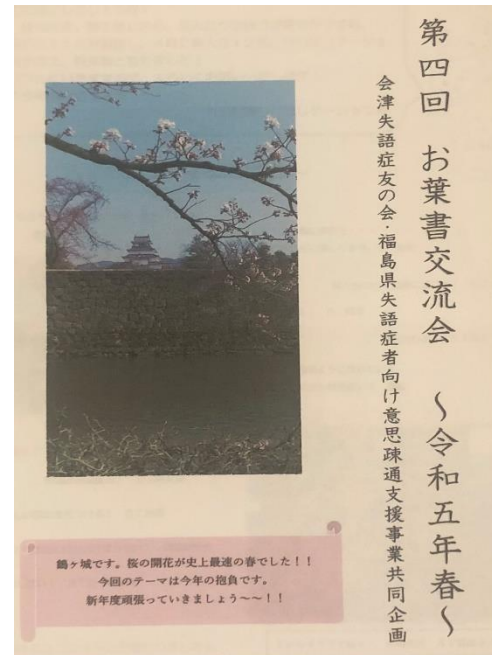 第四回 お葉書交流会 〜令和五年春〜
会津失語症友の会・福島県失語症者向け意思疎通支援事業共同企画
鶴ヶ城です。桜の開花が史上最速の春でした！！
今回のテーマは今年の抱負です。
新年度頑張っていきましょう〜〜！！